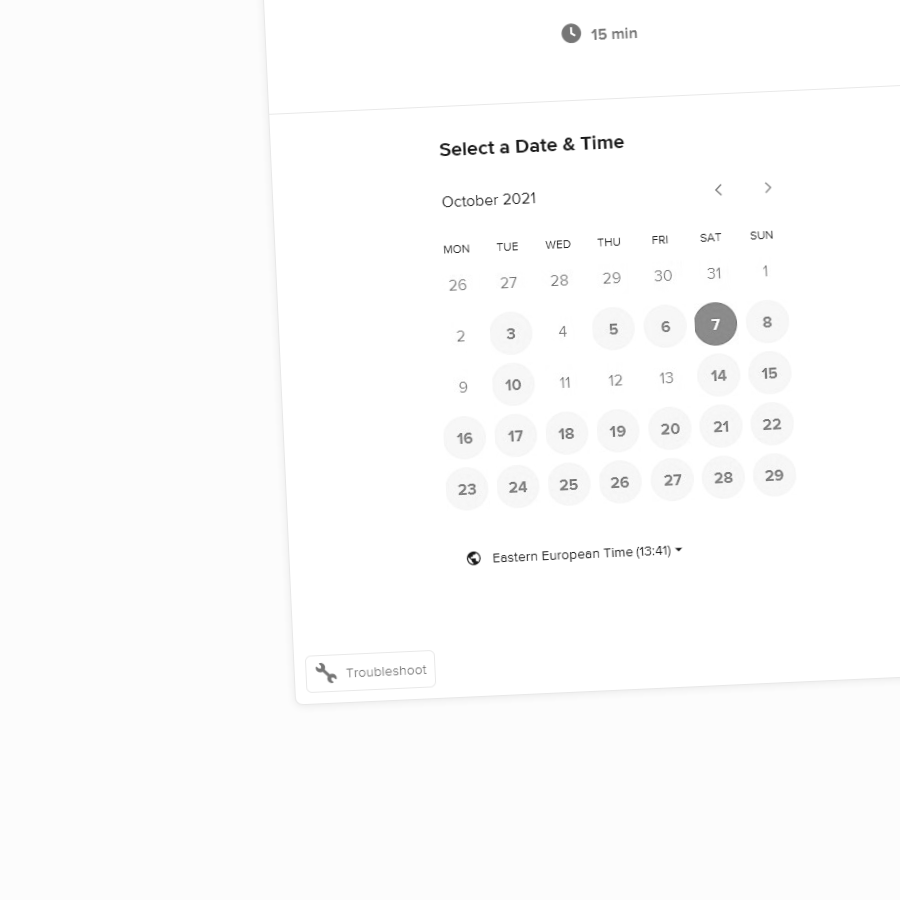 15 min
Select a Date & Time
October 2021
MON TUE WED THU FRI SAT SUN
26 27 28 29 30 31 1
2 3 4 5 6 7 8
9 10 11 12 13 14 15
16 17 18 19 20 21 22
23 24 25 26 27 28 29
Eastern European Time (13:41)
Troubleshoot